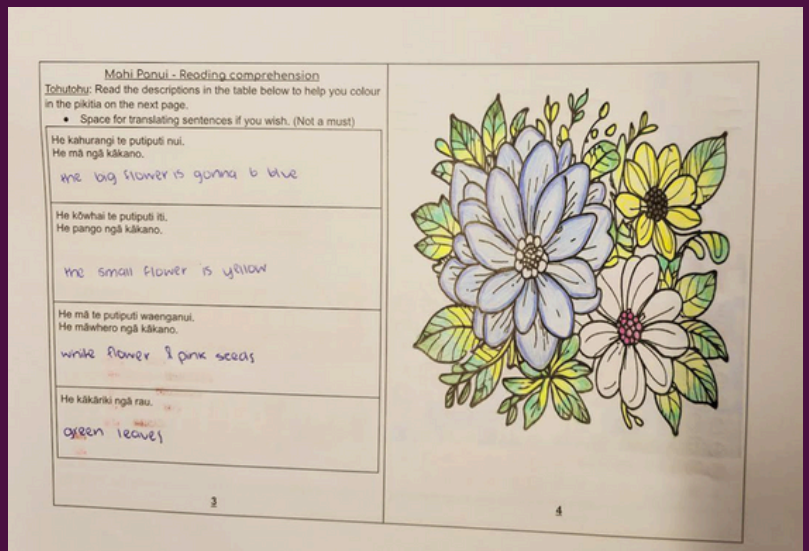 Mahi Panui - Reading comprehension
Tohutohu: Read the descriptions in the table below to help you colour
in the pikitia on the next page.
• Space for translating sentences if you wish. (Not a must)
He kahurangi te putiputi nui.
He mā ngā kākano.
the big flower is gonna b blue
He kōwhai te putiputi iti.
He pango ngā kākano.
the small flower is yellow
He mā te putiputi waenganui.
He māwhero ngā kākano.
white flower & pink seeds
He kākāriki ngā rau.
green leaves
3
4